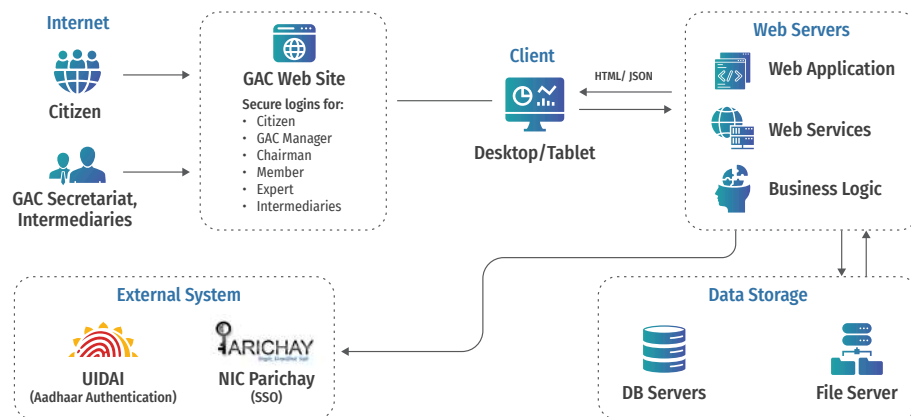 Internet
Citizen
GAC Secretariat,
Intermediaries
GAC Web Site
Secure logins for:
• Citizen
• GAC Manager
• Chairman
• Member
• Expert
• Intermediaries
Client
Desktop/Tablet
HTML/ JSON
Web Servers
Web Application
Web Services
Business Logic
External System
UIDAI
(Aadhaar Authentication)
PARICHAY
NIC Parichay
(SSO)
Data Storage
DB Servers
File Server